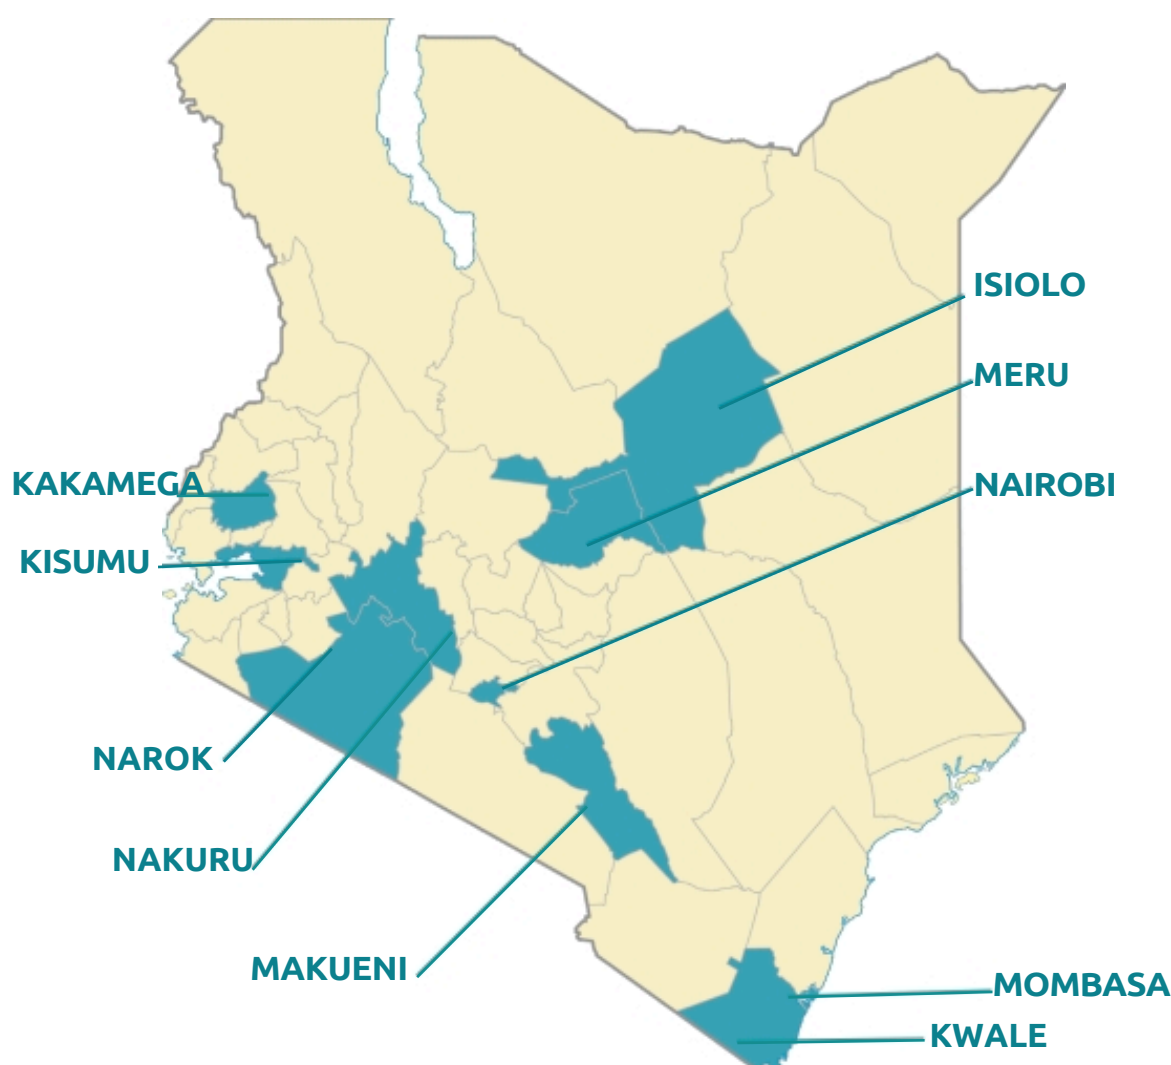 ISIOLO
MERU
NAIROBI
KAKAMEGA
KISUMU
NAROK
NAKURU
MAKUENI
MOMBASA
KWALE